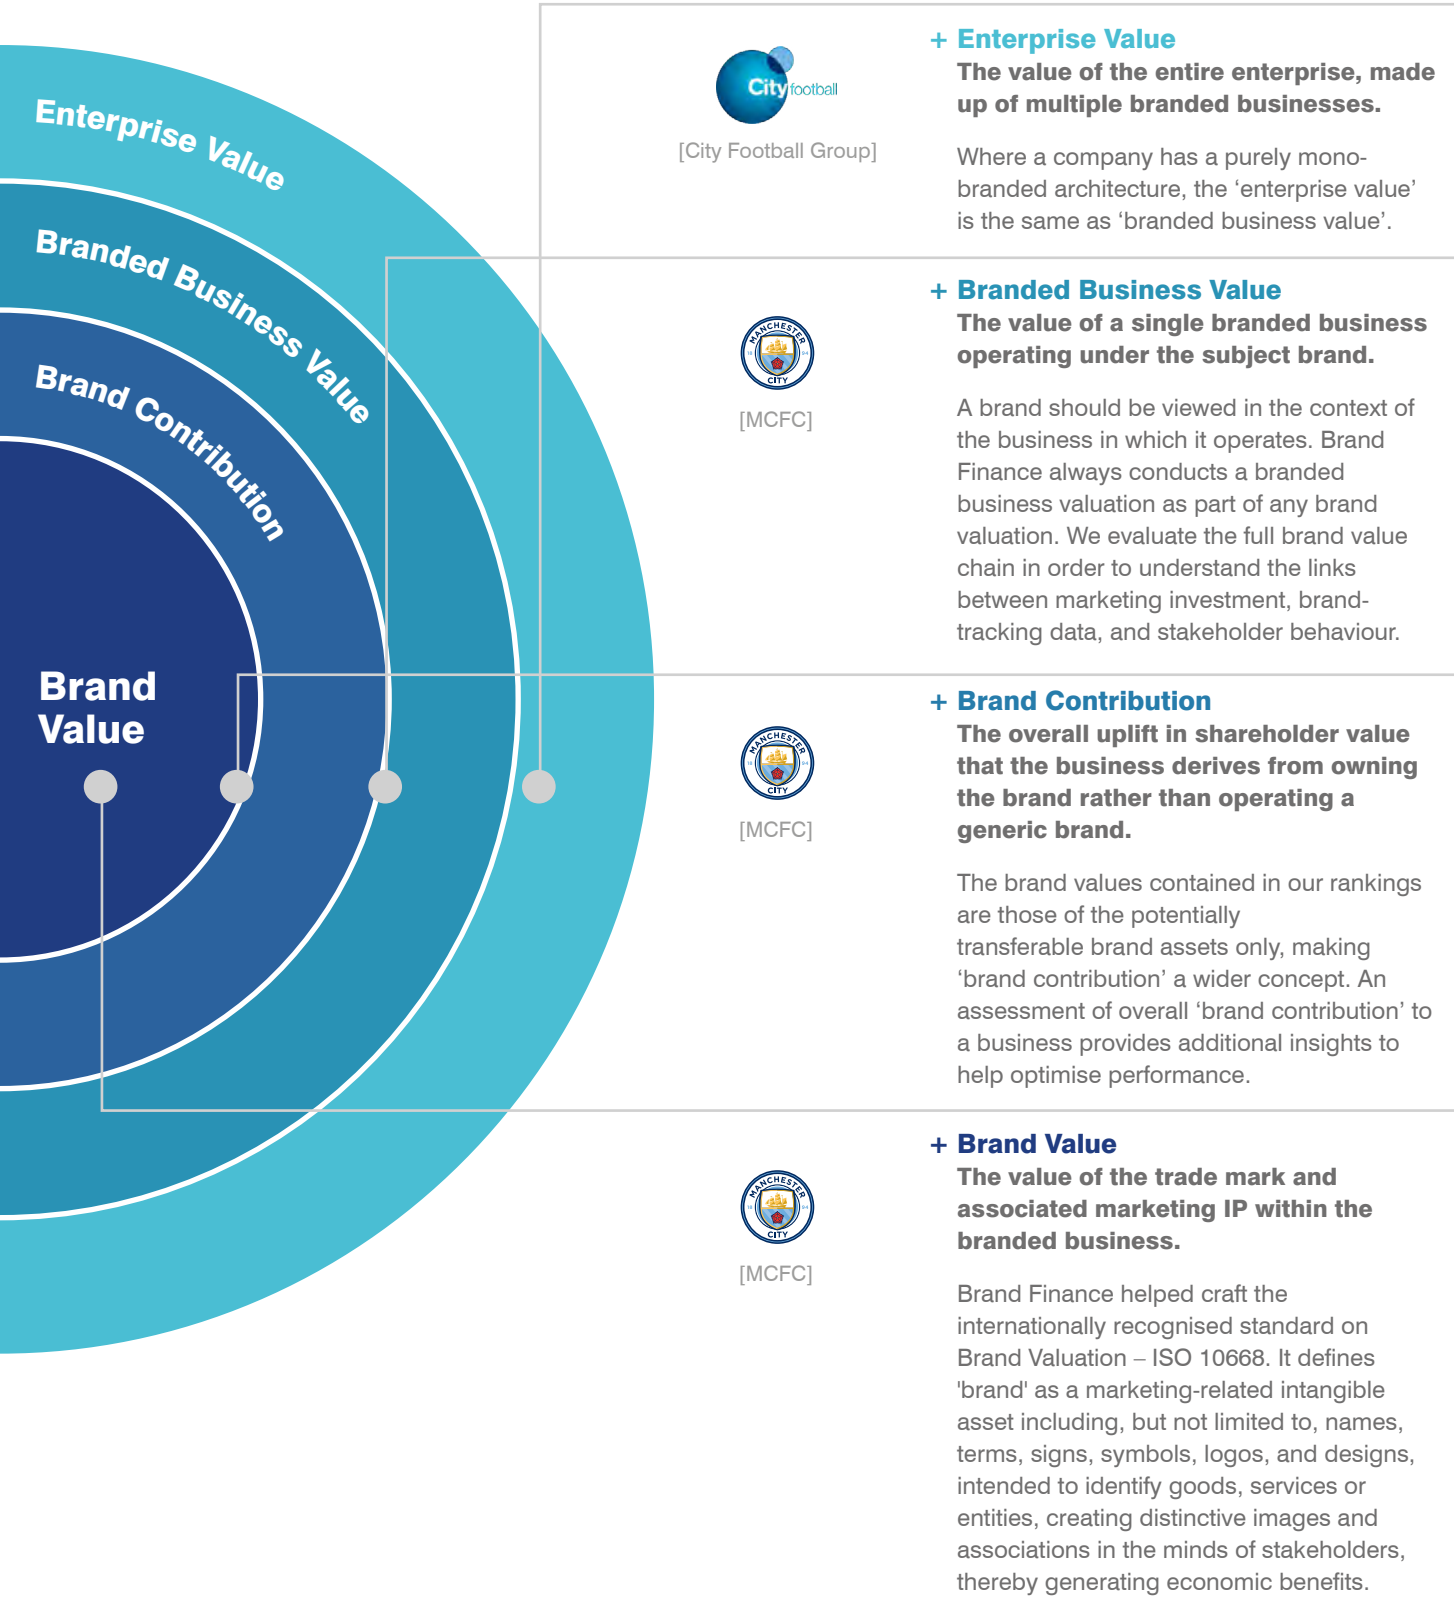 Enterprise Value
Branded Business Value
Brand Contribution
Brand
Value
City football
[City Football Group]
+ Enterprise Value
The value of the entire enterprise, made
up of multiple branded businesses.
Where a company has a purely mono-
branded architecture, the ‘enterprise value’
is the same as ‘branded business value’.
MANCHESTER
18 94
CITY
[MCFC]
+ Branded Business Value
The value of a single branded business
operating under the subject brand.
A brand should be viewed in the context of
the business in which it operates. Brand
Finance always conducts a branded
business valuation as part of any brand
valuation. We evaluate the full brand value
chain in order to understand the links
between marketing investment, brand-
tracking data, and stakeholder behaviour.
MANCHESTER
18 94
CITY
[MCFC]
+ Brand Contribution
The overall uplift in shareholder value
that the business derives from owning
the brand rather than operating a
generic brand.
The brand values contained in our rankings
are those of the potentially
transferable brand assets only, making
‘brand contribution’ a wider concept. An
assessment of overall ‘brand contribution’ to
a business provides additional insights to
help optimise performance.
MANCHESTER
18 94
CITY
[MCFC]
+ Brand Value
The value of the trade mark and
associated marketing IP within the
branded business.
Brand Finance helped craft the
internationally recognised standard on
Brand Valuation – ISO 10668. It defines
'brand' as a marketing-related intangible
asset including, but not limited to, names,
terms, signs, symbols, logos, and designs,
intended to identify goods, services or
entities, creating distinctive images and
associations in the minds of stakeholders,
thereby generating economic benefits.